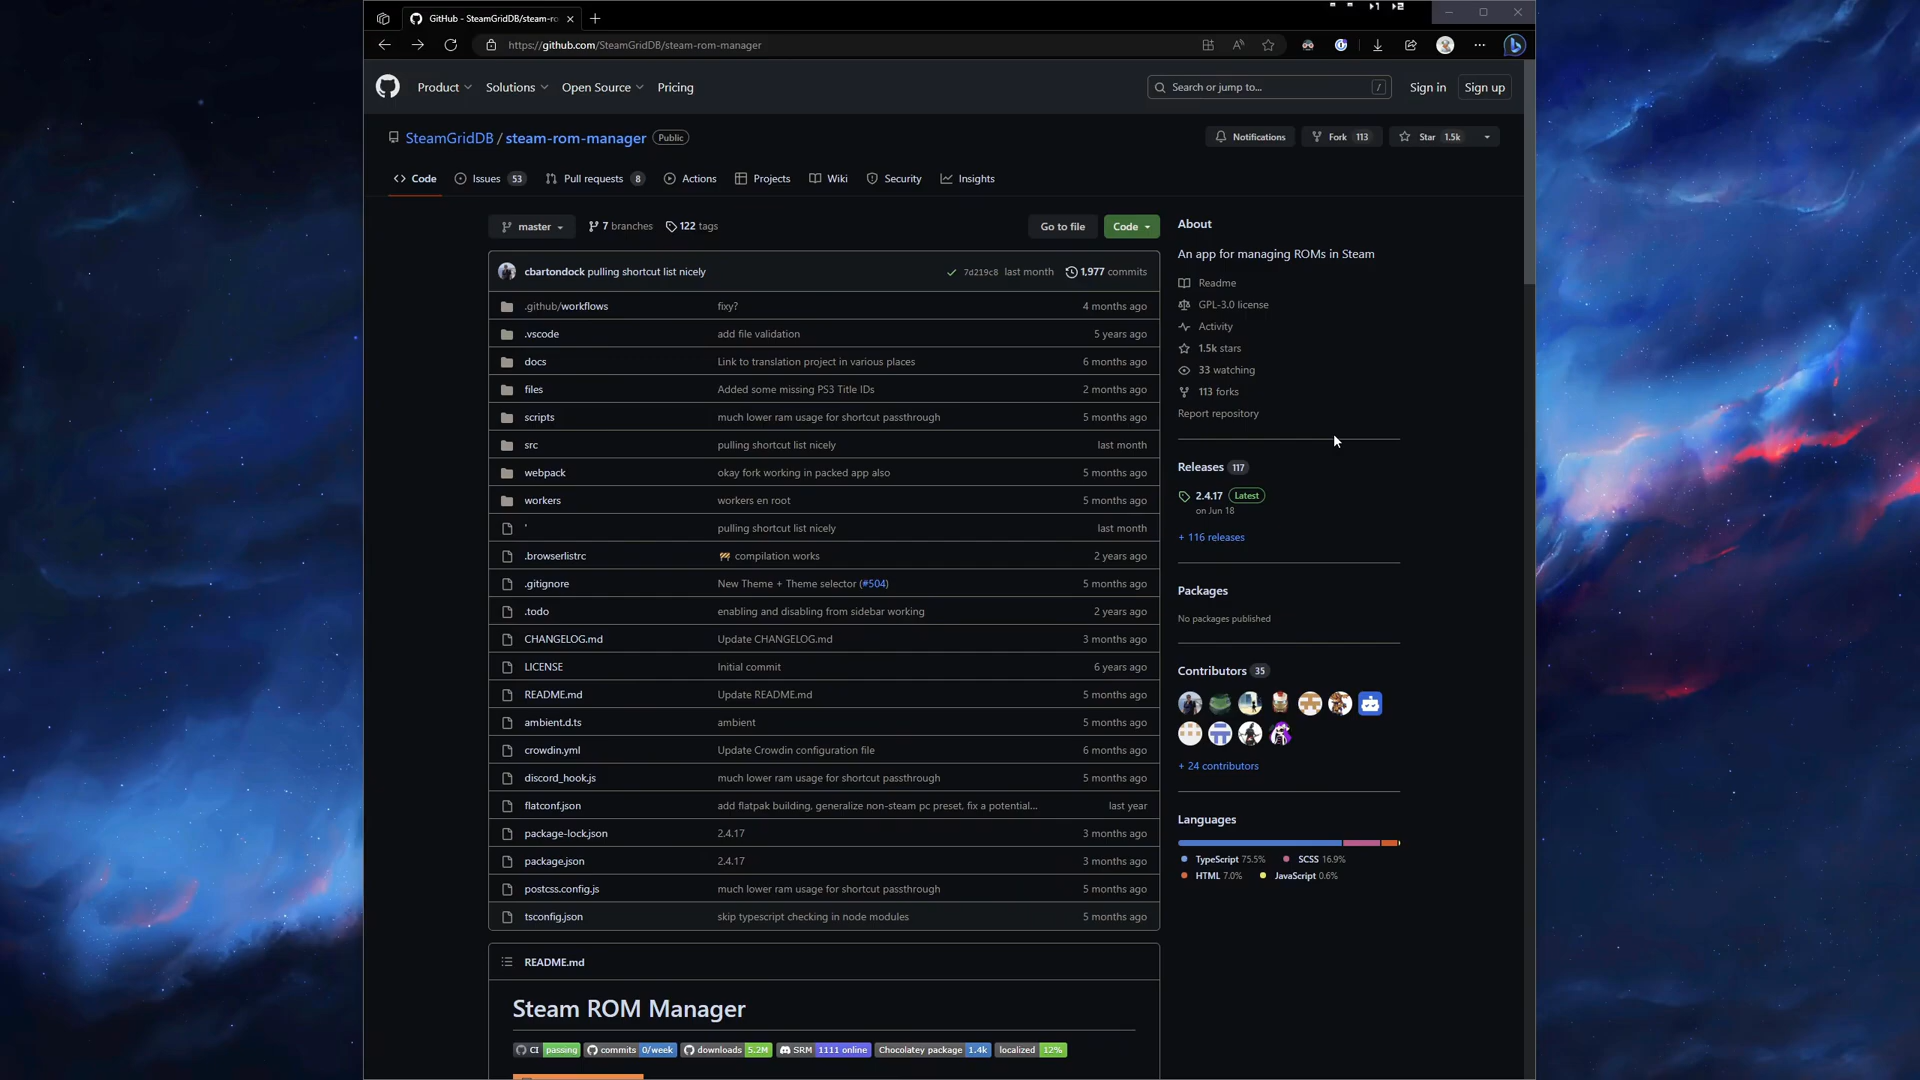 GitHub - SteamGridDB/steam-ro
https://github.com/SteamGridDB/steam-rom-manager
Product
Solutions
Open Source
Pricing
Search or jump to...
/
Sign in
Sign up
SteamGridDB / steam-rom-manager
Public
Notifications
Fork 113
Star 1.5k
Code
Issues 53
Pull requests 8
Actions
Projects
Wiki
Security
Insights
master
7 branches
122 tags
Go to file
Code
cbartondock pulling shortcut list nicely
7d219c8 last month
1,977 commits
.github/workflows fixy? 4 months ago
.vscode add file validation 5 years ago
docs Link to translation project in various places 6 months ago
files Added some missing PS3 Title IDs 2 months ago
scripts much lower ram usage for shortcut passthrough 5 months ago
src pulling shortcut list nicely last month
webpack okay fork working in packed app also 5 months ago
workers workers en root 5 months ago
' pulling shortcut list nicely last month
.browserlistrc 🚧 compilation works 2 years ago
.gitignore New Theme + Theme selector (#504) 5 months ago
.todo enabling and disabling from sidebar working 2 years ago
CHANGELOG.md Update CHANGELOG.md 3 months ago
LICENSE Initial commit 6 years ago
README.md Update README.md 5 months ago
ambient.d.ts ambient 5 months ago
crowdin.yml Update Crowdin configuration file 6 months ago
discord_hook.js much lower ram usage for shortcut passthrough 5 months ago
flatconf.json add flatpak building, generalize non-steam pc preset, fix a potential... last year
package-lock.json 2.4.17 3 months ago
package.json 2.4.17 3 months ago
postcss.config.js much lower ram usage for shortcut passthrough 5 months ago
tsconfig.json skip typescript checking in node modules 5 months ago
README.md
Steam ROM Manager
CI passing
commits 0/week
downloads 5.2M
SRM 1111 online
Chocolatey package 1.4k
localized 12%
About
An app for managing ROMs in Steam
Readme
GPL-3.0 license
Activity
1.5k stars
33 watching
113 forks
Report repository
Releases 117
2.4.17 Latest
on Jun 18
+ 116 releases
Packages
No packages published
Contributors 35
+ 24 contributors
Languages
TypeScript 75.5%
SCSS 16.9%
HTML 7.0%
JavaScript 0.6%